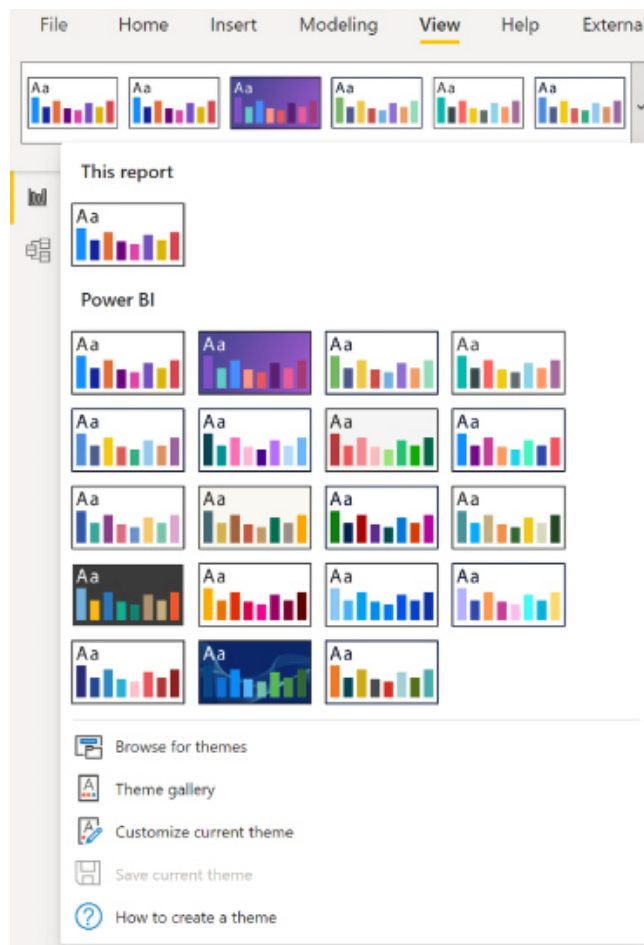 File Home Insert Modeling View Help Externa
Aa Aa Aa Aa Aa Aa
This report
Aa
Power BI
Aa Aa Aa Aa
Aa Aa Aa Aa
Aa Aa Aa Aa
Aa Aa Aa Aa
Aa Aa Aa
Browse for themes
Theme gallery
Customize current theme
Save current theme
How to create a theme